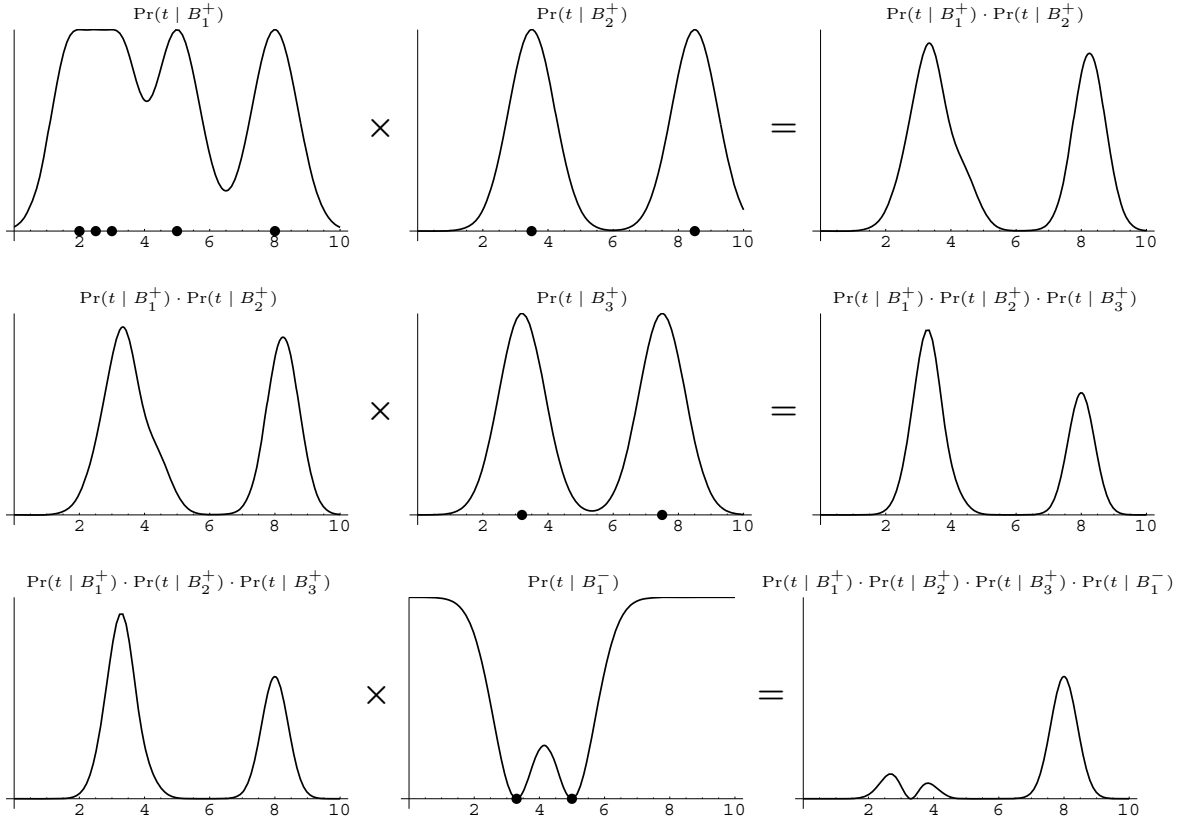 Pr(t | B₁⁺)
Pr(t | B₂⁺)
Pr(t | B₁⁺) · Pr(t | B₂⁺)
2 4 6 8 10
×
2 4 6 8 10
=
2 4 6 8 10
Pr(t | B₁⁺) · Pr(t | B₂⁺)
Pr(t | B₃⁺)
Pr(t | B₁⁺) · Pr(t | B₂⁺) · Pr(t | B₃⁺)
2 4 6 8 10
×
2 4 6 8 10
=
2 4 6 8 10
Pr(t | B₁⁺) · Pr(t | B₂⁺) · Pr(t | B₃⁺)
Pr(t | B₁⁻)
Pr(t | B₁⁺) · Pr(t | B₂⁺) · Pr(t | B₃⁺) · Pr(t | B₁⁻)
2 4 6 8 10
×
2 4 6 8 10
=
2 4 6 8 10